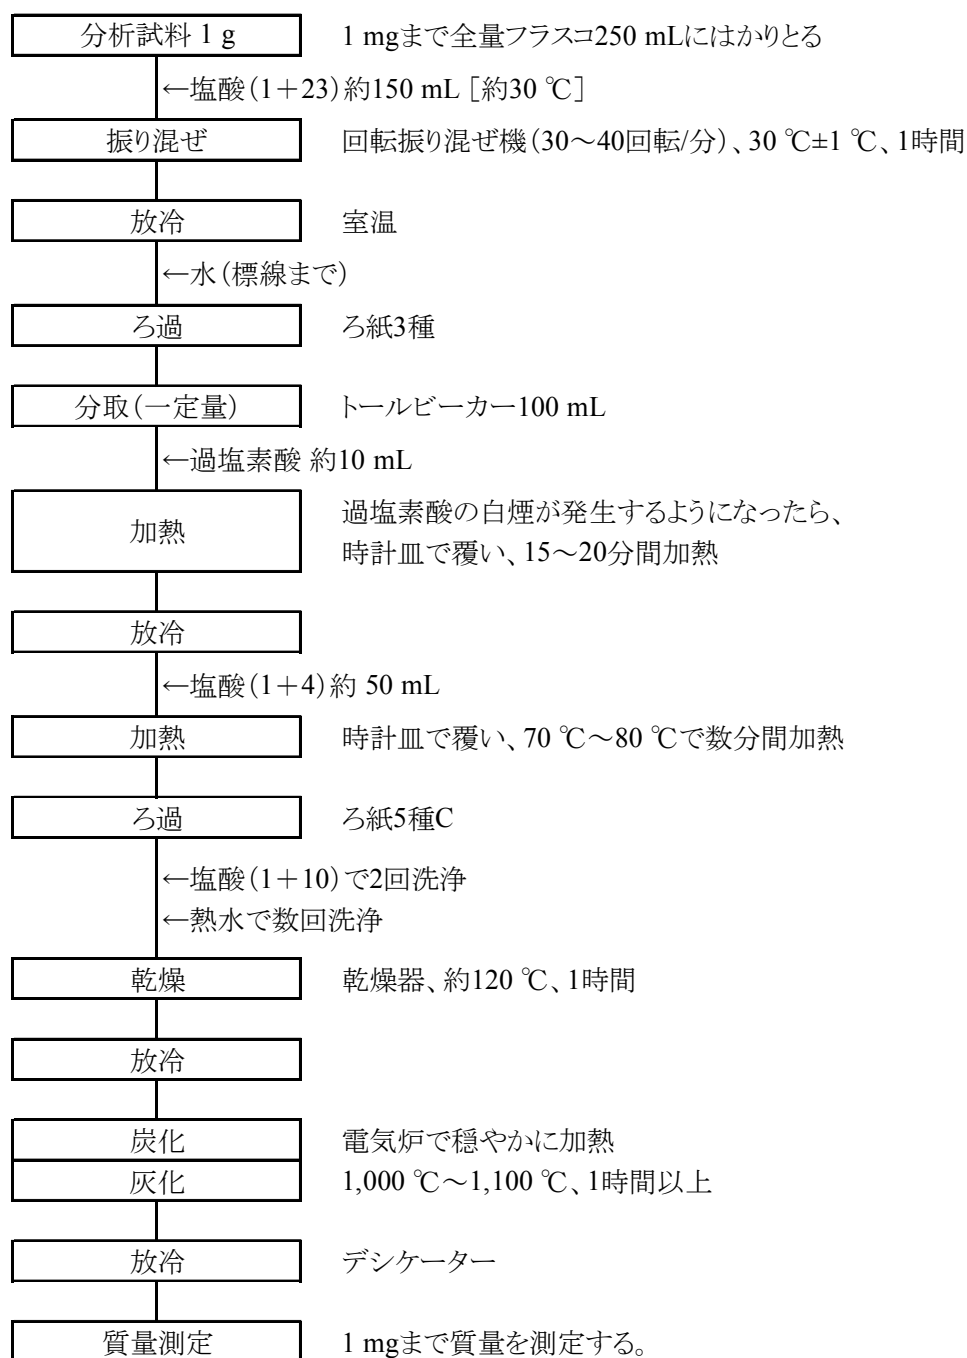 分析試料 1 g 1 mgまで全量フラスコ250 mLにはかりとる
←塩酸(1+23)約150 mL [約30 ℃]
振り混ぜ 回転振り混ぜ機(30~40回転/分)、30 ℃±1 ℃、1時間
放冷 室温
←水(標線まで)
ろ過 ろ紙3種
分取(一定量) トールビーカー100 mL
←過塩素酸 約10 mL
加熱 過塩素酸の白煙が発生するようになったら、
時計皿で覆い、15~20分間加熱
放冷
←塩酸(1+4)約 50 mL
加熱 時計皿で覆い、70 ℃~80 ℃で数分間加熱
ろ過 ろ紙5種C
←塩酸(1+10)で2回洗浄
←熱水で数回洗浄
乾燥 乾燥器、約120 ℃、1時間
放冷
炭化 電気炉で穏やかに加熱
灰化 1,000 ℃~1,100 ℃、1時間以上
放冷 デシケーター
質量測定 1 mgまで質量を測定する。